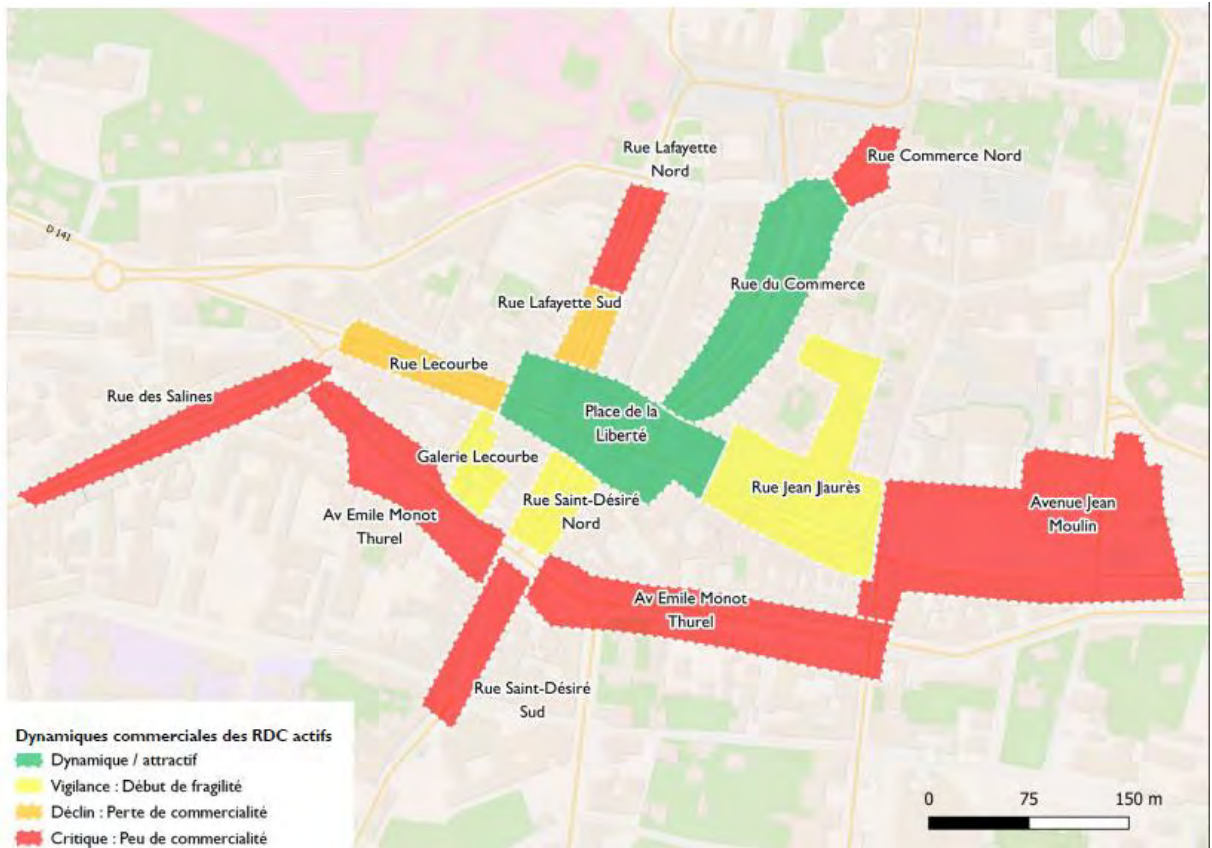 Rue Lafayette
Nord
Rue Commerce Nord
D 141
Rue du Commerce
Rue Lafayette Sud
Rue Lecourbe
Rue des Salines
Place de la
Liberté
Galerie Lecourbe
Rue Saint-Désiré
Nord
Rue Jean Jaurès
Avenue Jean
Moulin
Av Emile Monot
Thurel
Av Emile Monot
Thurel
Rue Saint-Désiré
Sud
Dynamiques commerciales des RDC actifs
Dynamique / attractif
Vigilance : Début de fragilité
Déclin : Perte de commercialité
Critique : Peu de commercialité
0 75 150 m